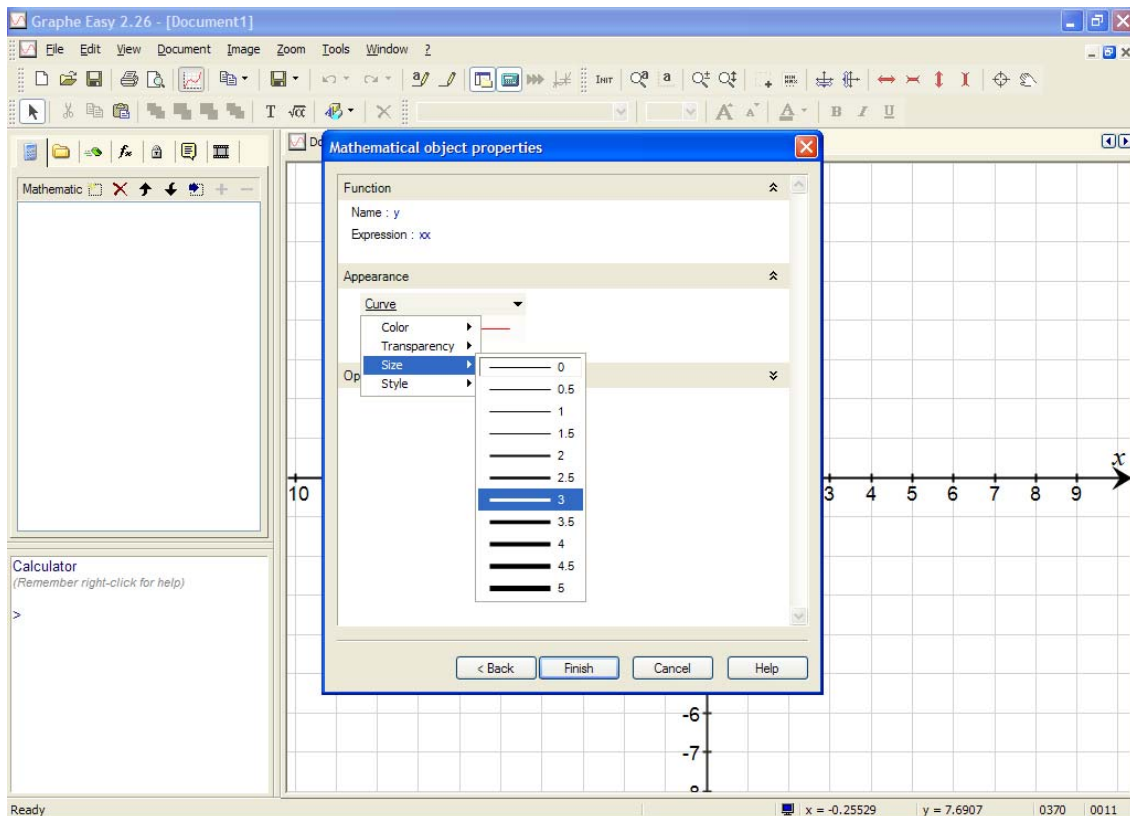 Graphe Easy 2.26 - [Document1]
File Edit View Document Image Zoom Tools Window ?
INIT a a
T √α A A A B I U
Mathematic
Mathematical object properties
Function
Name : y
Expression : xx
Appearance
Curve
Color
Transparency
Size
Style
0
0.5
1
1.5
2
2.5
3
3.5
4
4.5
5
Op
< Back Finish Cancel Help
Calculator
(Remember right-click for help)
>
x
10 3 4 5 6 7 8 9
-6
-7
Ready x = -0.25529 y = 7.6907 0370 0011